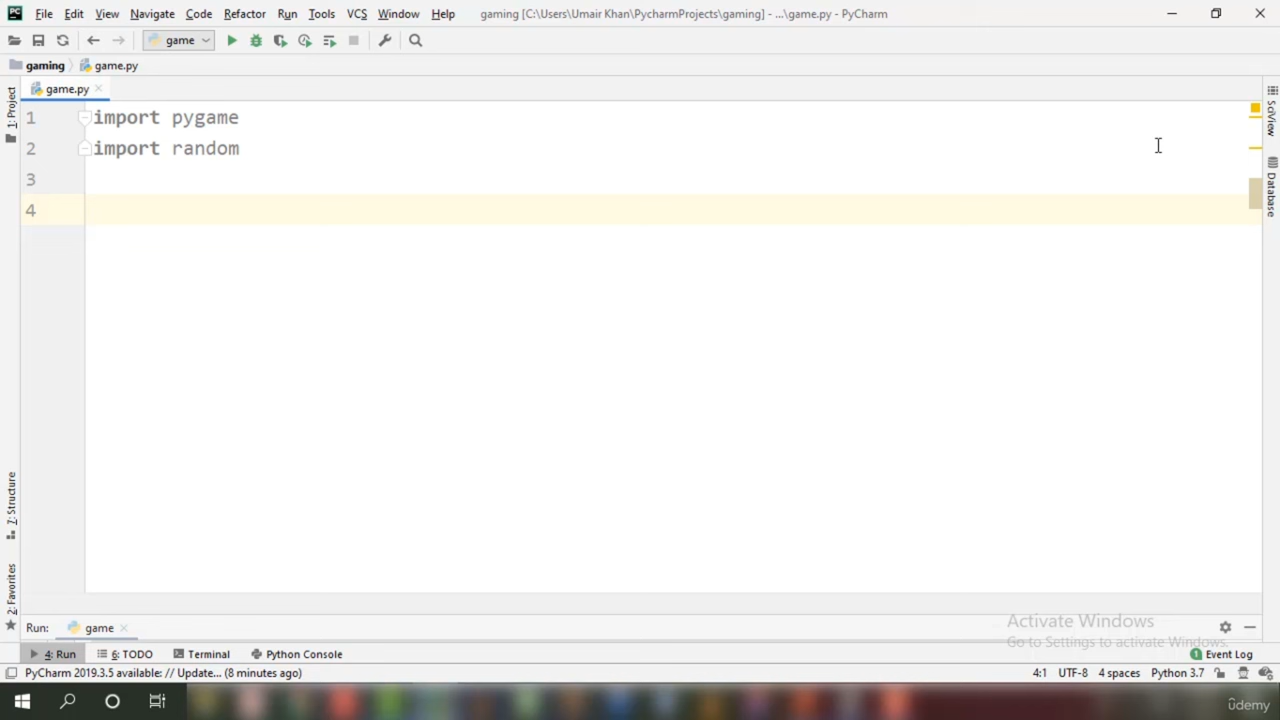 PC File Edit View Navigate Code Refactor Run Tools VCS Window Help gaming [C:\Users\Umair Khan\PycharmProjects\gaming] - ...\game.py - PyCharm
game
gaming game.py
1: Project
game.py
SciView
Database
1 import pygame
2 import random
3
4
7: Structure
2: Favorites
Run: game
Activate Windows
Go to Settings to activate Windows.
4: Run 6: TODO Terminal Python Console 1 Event Log
PyCharm 2019.3.5 available: // Update... (8 minutes ago) 4:1 UTF-8 4 spaces Python 3.7
ûdemy